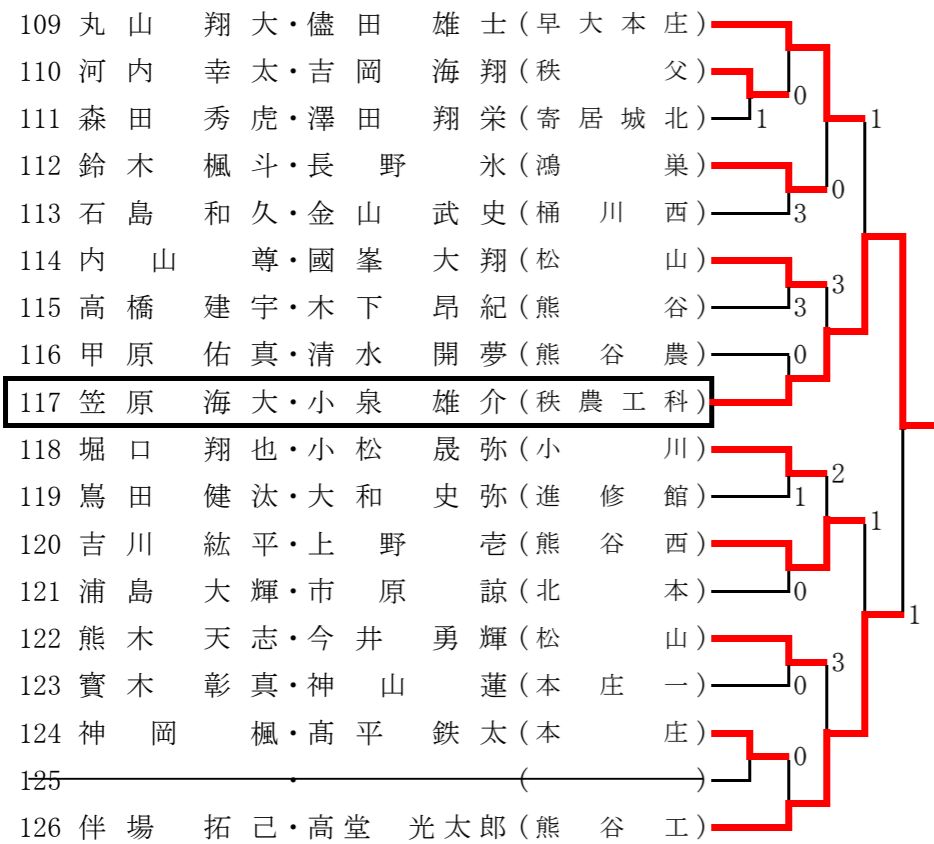 109 丸山 翔大・儘田 雄士(早大本庄)
110 河内 幸太・吉岡 海翔(秩父) 0
111 森田 秀虎・澤田 翔栄(寄居城北) 1 1
112 鈴木 楓斗・長野 氷(鴻巣) 0
113 石島 和久・金山 武史(桶川西) 3
114 内山 尊・國峯 大翔(松山) 3
115 高橋 建宇・木下 昂紀(熊谷) 3
116 甲原 佑真・清水 開夢(熊谷農) 0
117 笠原 海大・小泉 雄介(秩農工科)
118 堀口 翔也・小松 晟弥(小川) 2
119 嶌田 健汰・大和 史弥(進修館) 1 1
120 吉川 紘平・上野 壱(熊谷西)
121 浦島 大輝・市原 諒(北本) 0 1
122 熊木 天志・今井 勇輝(松山) 3
123 寳木 彰真・神山 蓮(本庄一) 0
124 神岡 楓・髙平 鉄太(本庄) 0
125 ・ ( )
126 伴場 拓己・高堂 光太郎(熊谷工)